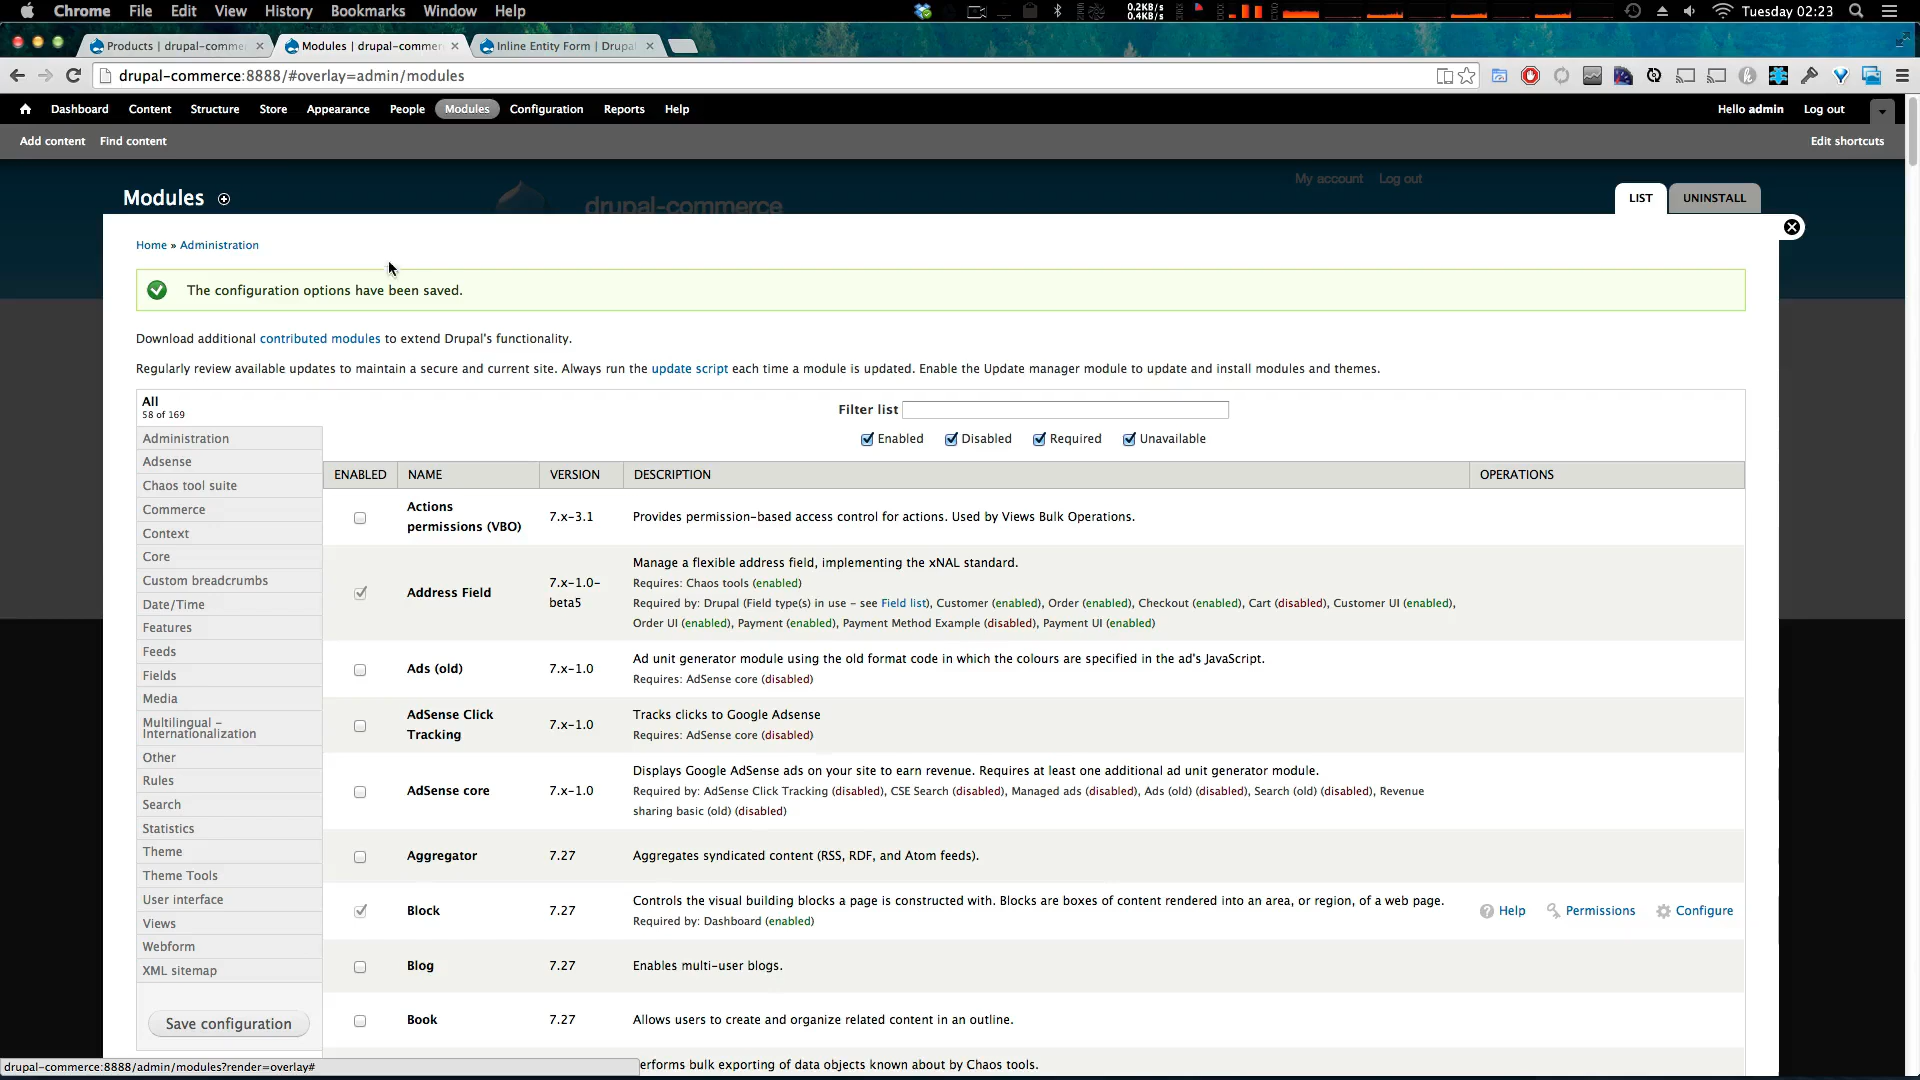 Chrome File Edit View History Bookmarks Window Help 0.2KB/s 0.4KB/s Tuesday 02:23
Products | drupal-comme Modules | drupal-commer Inline Entity Form | Drupal
drupal-commerce:8888/#overlay=admin/modules
Dashboard Content Structure Store Appearance People Modules Configuration Reports Help Hello admin Log out
Add content Find content Edit shortcuts
My account Log out
drupal-commerce
Modules LIST UNINSTALL
Home » Administration
The configuration options have been saved.
Download additional contributed modules to extend Drupal's functionality.
Regularly review available updates to maintain a secure and current site. Always run the update script each time a module is updated. Enable the Update manager module to update and install modules and themes.
All
58 of 169
Administration
Adsense
Chaos tool suite
Commerce
Context
Core
Custom breadcrumbs
Date/Time
Features
Feeds
Fields
Media
Multilingual –
Internationalization
Other
Rules
Search
Statistics
Theme
Theme Tools
User interface
Views
Webform
XML sitemap
Save configuration
Filter list
Enabled Disabled Required Unavailable
ENABLED NAME VERSION DESCRIPTION OPERATIONS
Actions
permissions (VBO) 7.x-3.1 Provides permission-based access control for actions. Used by Views Bulk Operations.
Manage a flexible address field, implementing the xNAL standard.
Requires: Chaos tools (enabled)
Address Field 7.x-1.0-
beta5
Required by: Drupal (Field type(s) in use – see Field list), Customer (enabled), Order (enabled), Checkout (enabled), Cart (disabled), Customer UI (enabled),
Order UI (enabled), Payment (enabled), Payment Method Example (disabled), Payment UI (enabled)
Ads (old) 7.x-1.0 Ad unit generator module using the old format code in which the colours are specified in the ad's JavaScript.
Requires: AdSense core (disabled)
AdSense Click
Tracking 7.x-1.0 Tracks clicks to Google Adsense
Requires: AdSense core (disabled)
AdSense core 7.x-1.0 Displays Google AdSense ads on your site to earn revenue. Requires at least one additional ad unit generator module.
Required by: AdSense Click Tracking (disabled), CSE Search (disabled), Managed ads (disabled), Ads (old) (disabled), Search (old) (disabled), Revenue
sharing basic (old) (disabled)
Aggregator 7.27 Aggregates syndicated content (RSS, RDF, and Atom feeds).
Block 7.27 Controls the visual building blocks a page is constructed with. Blocks are boxes of content rendered into an area, or region, of a web page.
Required by: Dashboard (enabled)
Help Permissions Configure
Blog 7.27 Enables multi-user blogs.
Book 7.27 Allows users to create and organize related content in an outline.
erforms bulk exporting of data objects known about by Chaos tools.
drupal-commerce:8888/admin/modules?render=overlay#